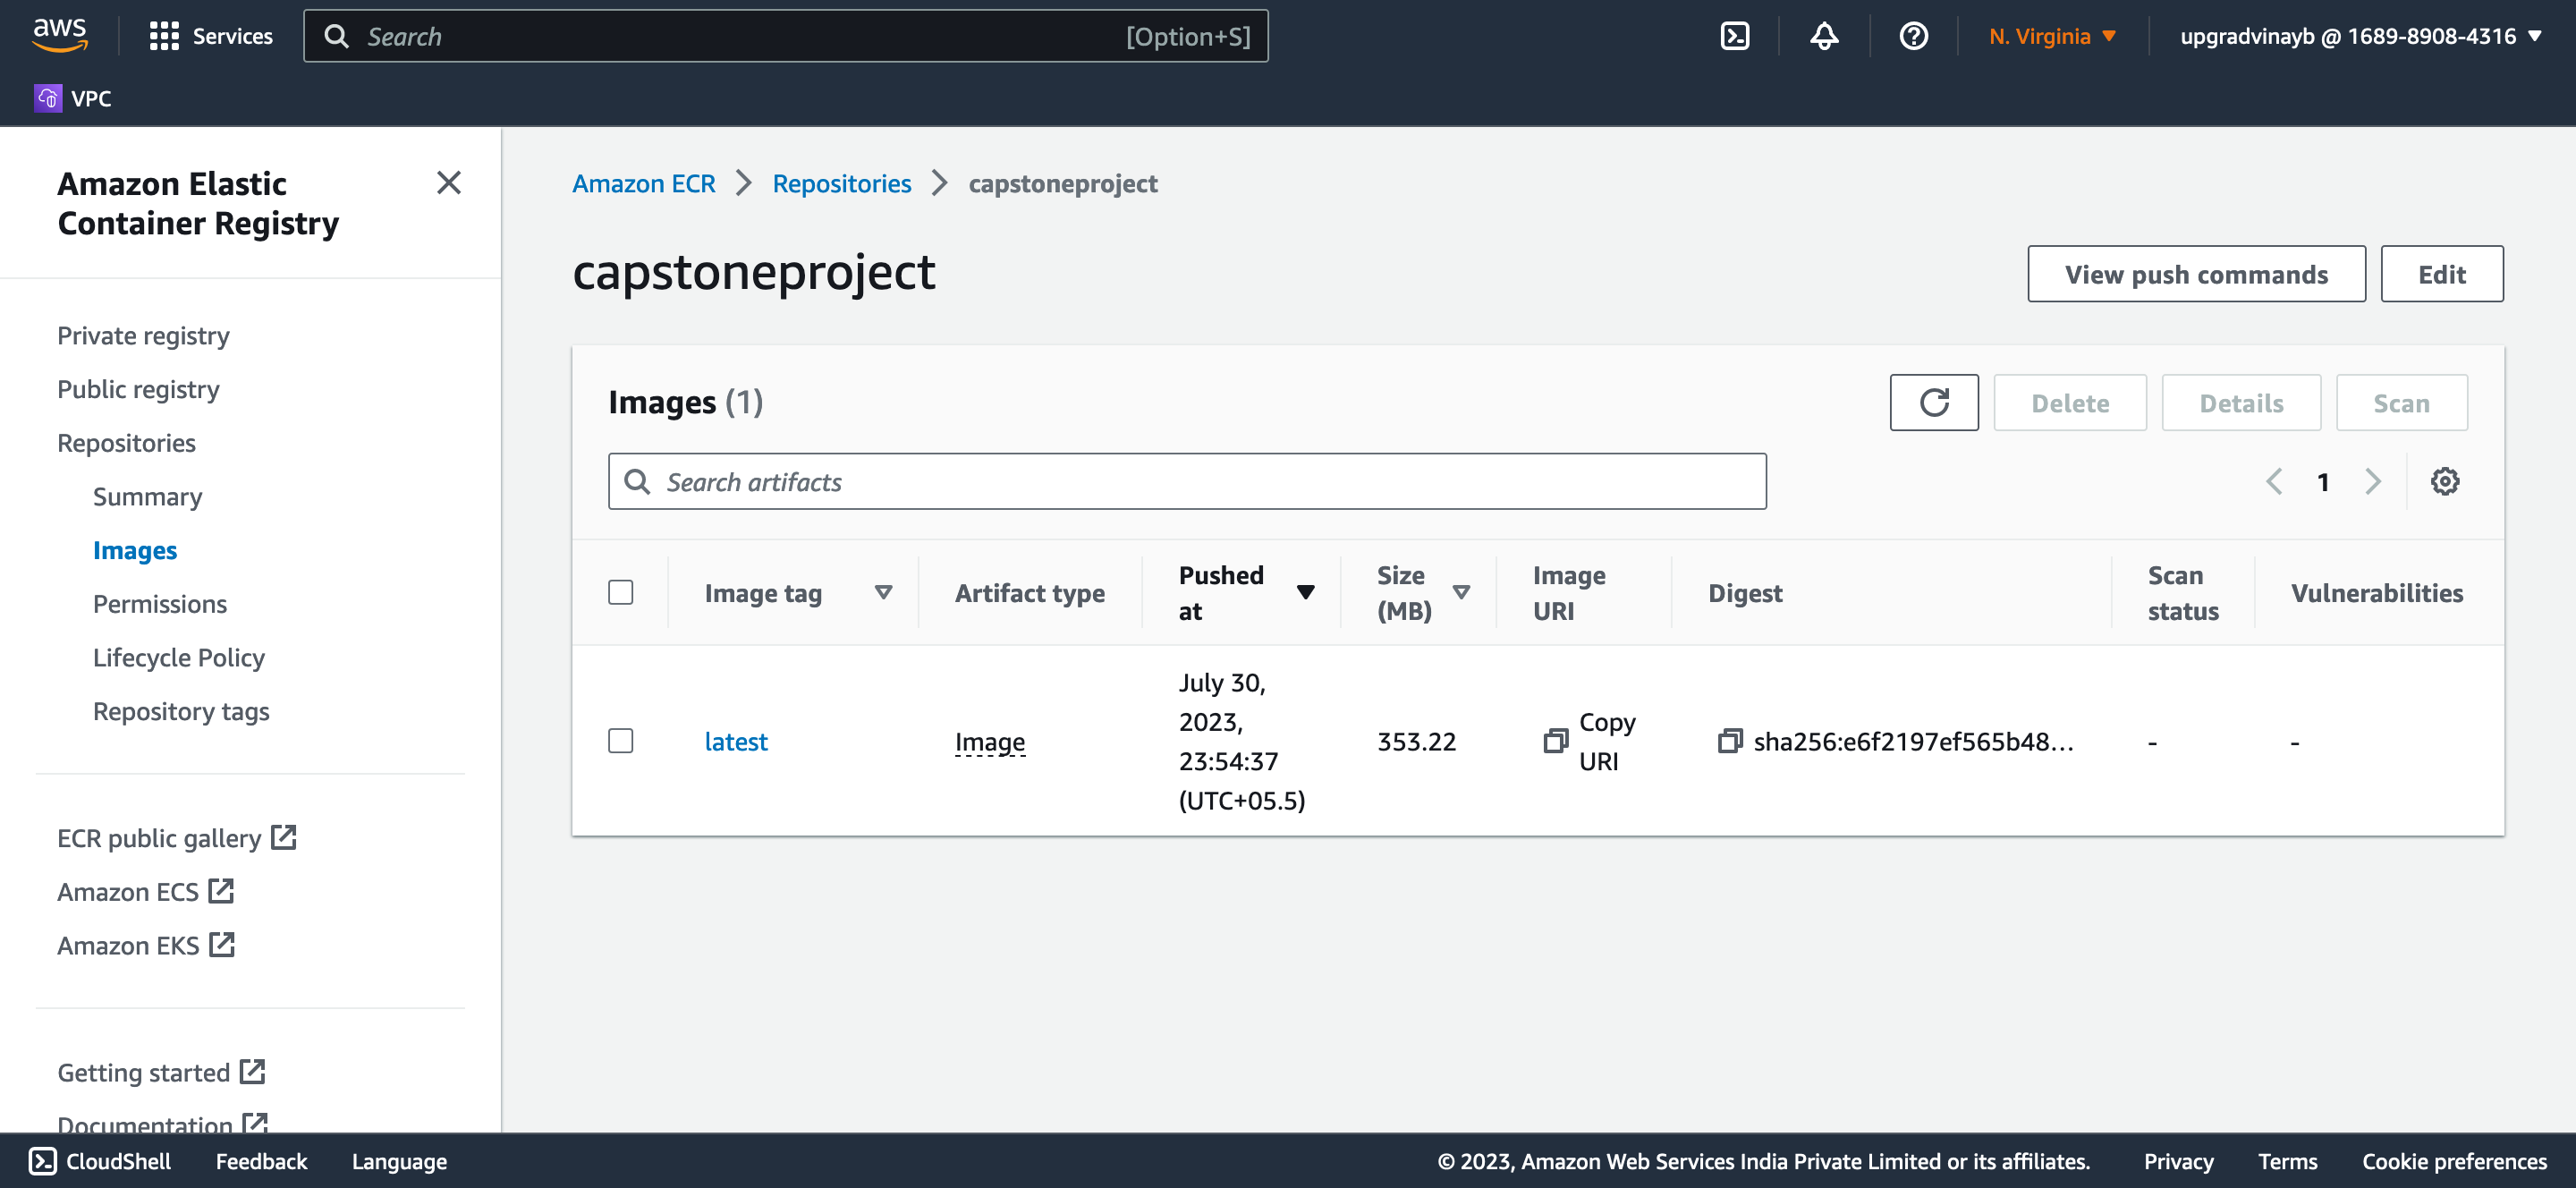 aws
Services
Search
[Option+S]
N. Virginia
upgradvinayb @ 1689-8908-4316
VPC
Amazon Elastic
Container Registry
Private registry
Public registry
Repositories
Summary
Images
Permissions
Lifecycle Policy
Repository tags
ECR public gallery
Amazon ECS
Amazon EKS
Getting started
Documentation
Amazon ECR
Repositories
capstoneproject
capstoneproject
View push commands
Edit
Images (1)
Delete
Details
Scan
Search artifacts
1
Image tag
Artifact type
Pushed
at
Size
(MB)
Image
URI
Digest
Scan
status
Vulnerabilities
latest
Image
July 30,
2023,
23:54:37
(UTC+05.5)
353.22
Copy
URI
sha256:e6f2197ef565b48...
-
-
CloudShell
Feedback
Language
© 2023, Amazon Web Services India Private Limited or its affiliates.
Privacy
Terms
Cookie preferences